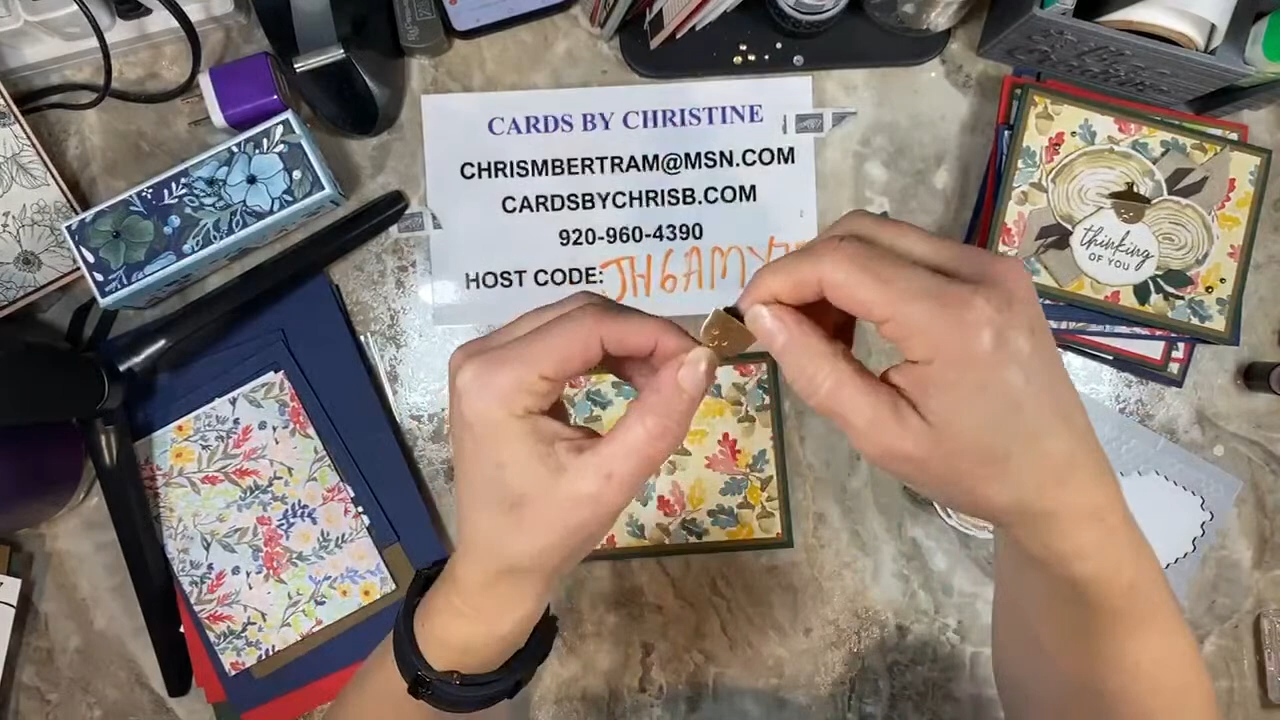 CARDS BY CHRISTINE
CHRISMBERTRAM@MSN.COM
CARDSBYCHRISB.COM
920-960-4390
HOST CODE:
thinking
OF YOU